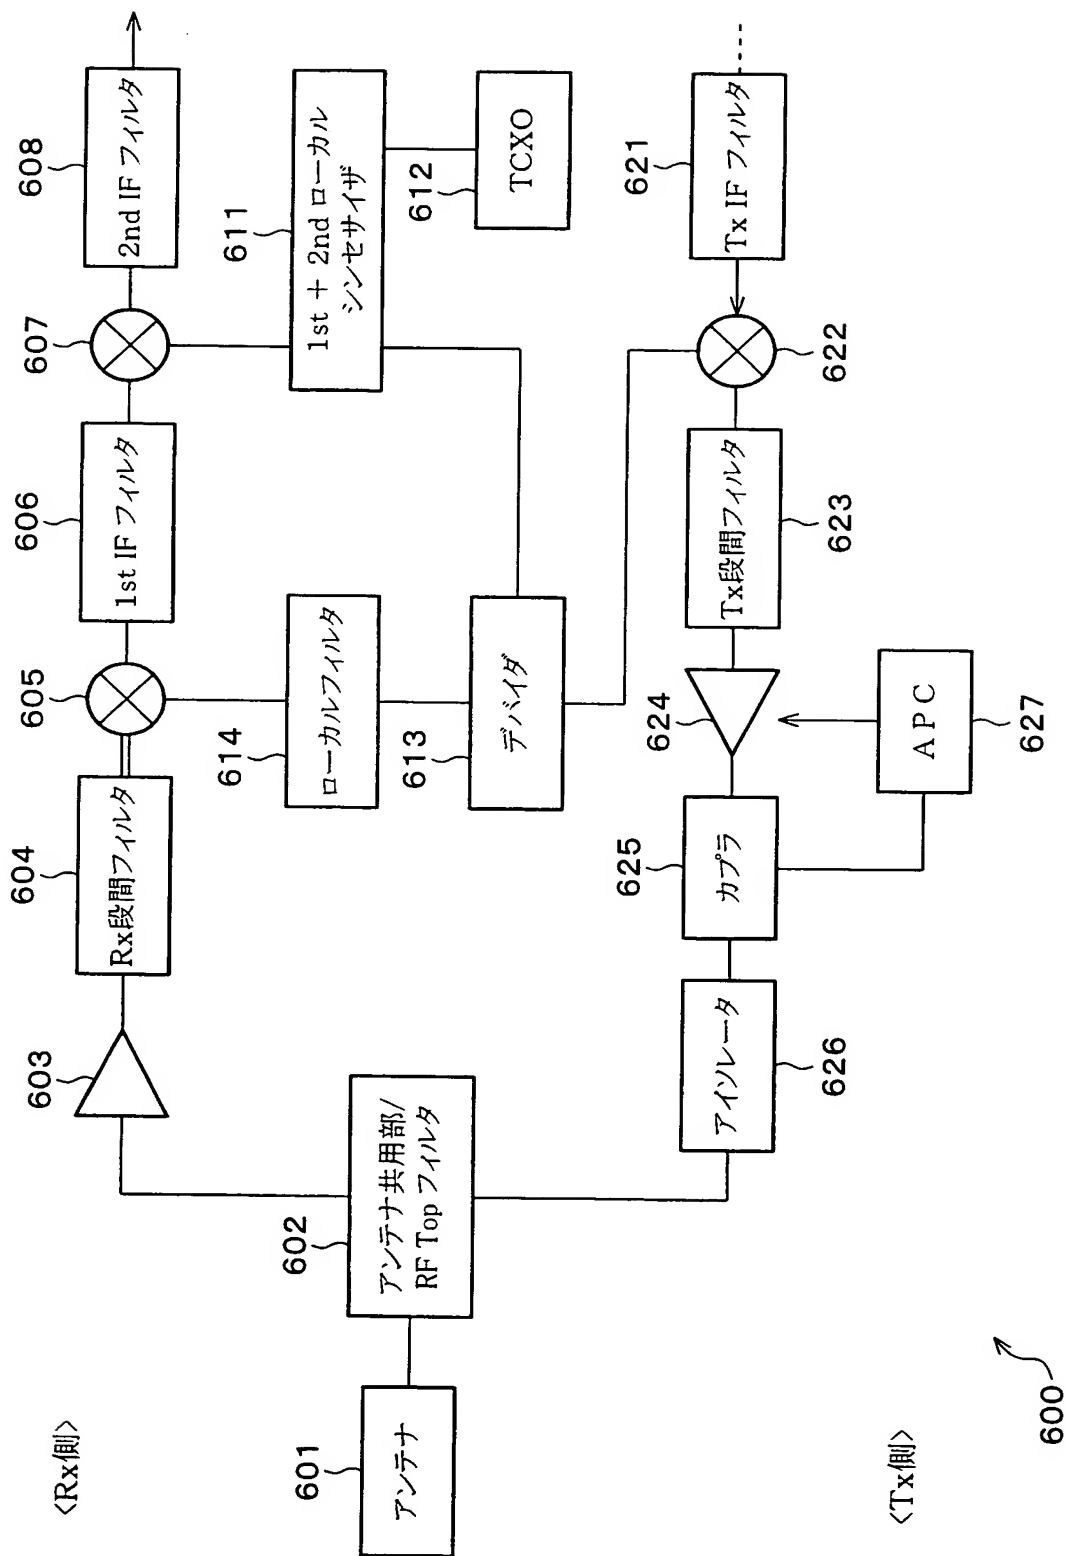 <Rx側>
601
アンテナ
602
アンテナ共用部/
RF Top フィルタ
603
604
Rx段間フィルタ
605
606
1st IF フィルタ
607
608
2nd IF フィルタ
614
ローカルフィルタ
613
デバイダ
611
1st + 2nd ローカル
シンセサイザ
612
TCXO
626
アイソレータ
625
カプラ
624
627
APC
Tx段間フィルタ
623
622
621
Tx IF フィルタ
<Tx側>
600